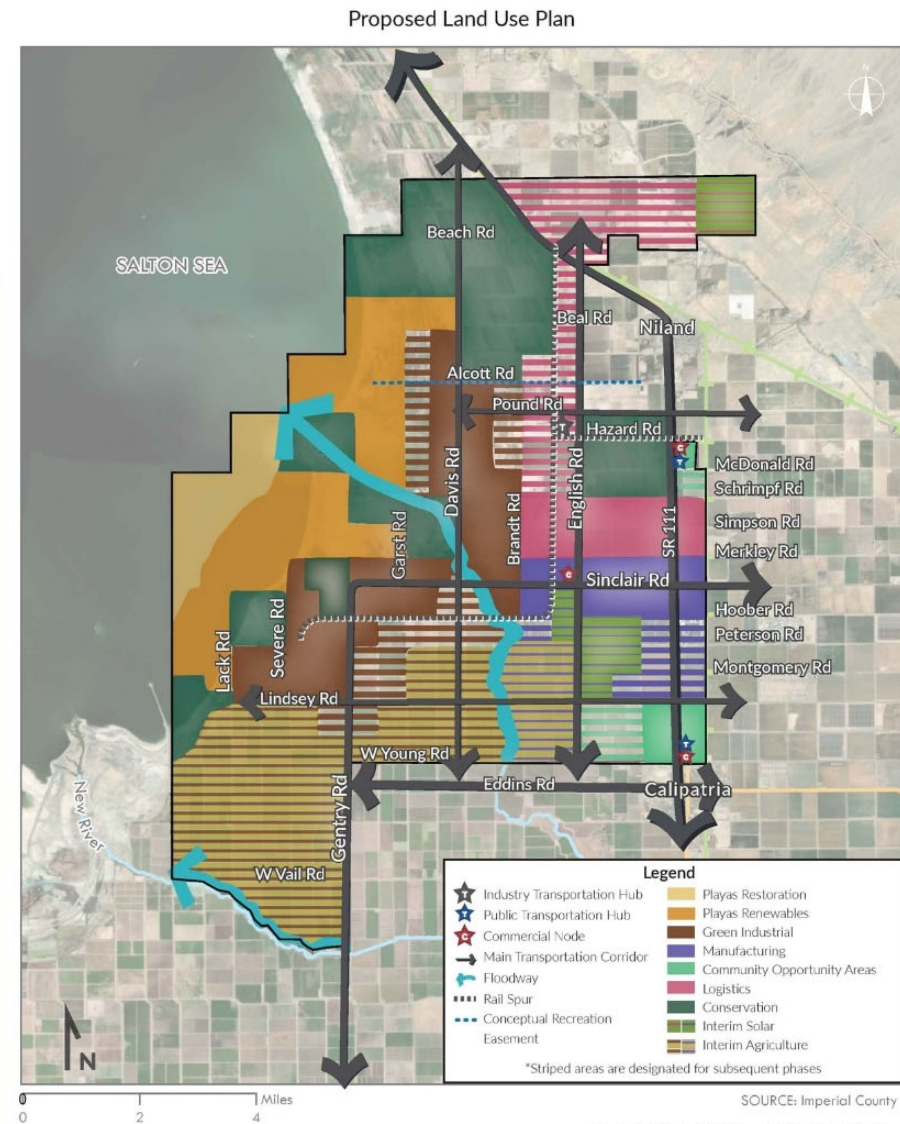 Proposed Land Use Plan
N
SALTON SEA
Beach Rd
Beal Rd
Niland
Alcott Rd
Pound Rd
T
Hazard Rd
C
T
McDonald Rd
Schrimpf Rd
Davis Rd
English Rd
Brandt Rd
Garst Rd
SR 111
Simpson Rd
Merkley Rd
C
Sinclair Rd
Hoober Rd
Severe Rd
Lack Rd
Peterson Rd
Montgomery Rd
Lindsey Rd
T
C
W Young Rd
Eddins Rd
Calipatria
Gentry Rd
New River
W Vail Rd
Legend
T Industry Transportation Hub
T Public Transportation Hub
C Commercial Node
Main Transportation Corridor
Floodway
Rail Spur
Conceptual Recreation
Easement
Playas Restoration
Playas Renewables
Green Industrial
Manufacturing
Community Opportunity Areas
Logistics
Conservation
Interim Solar
Interim Agriculture
*Striped areas are designated for subsequent phases
N
Miles
0
0 2 4
SOURCE: Imperial County